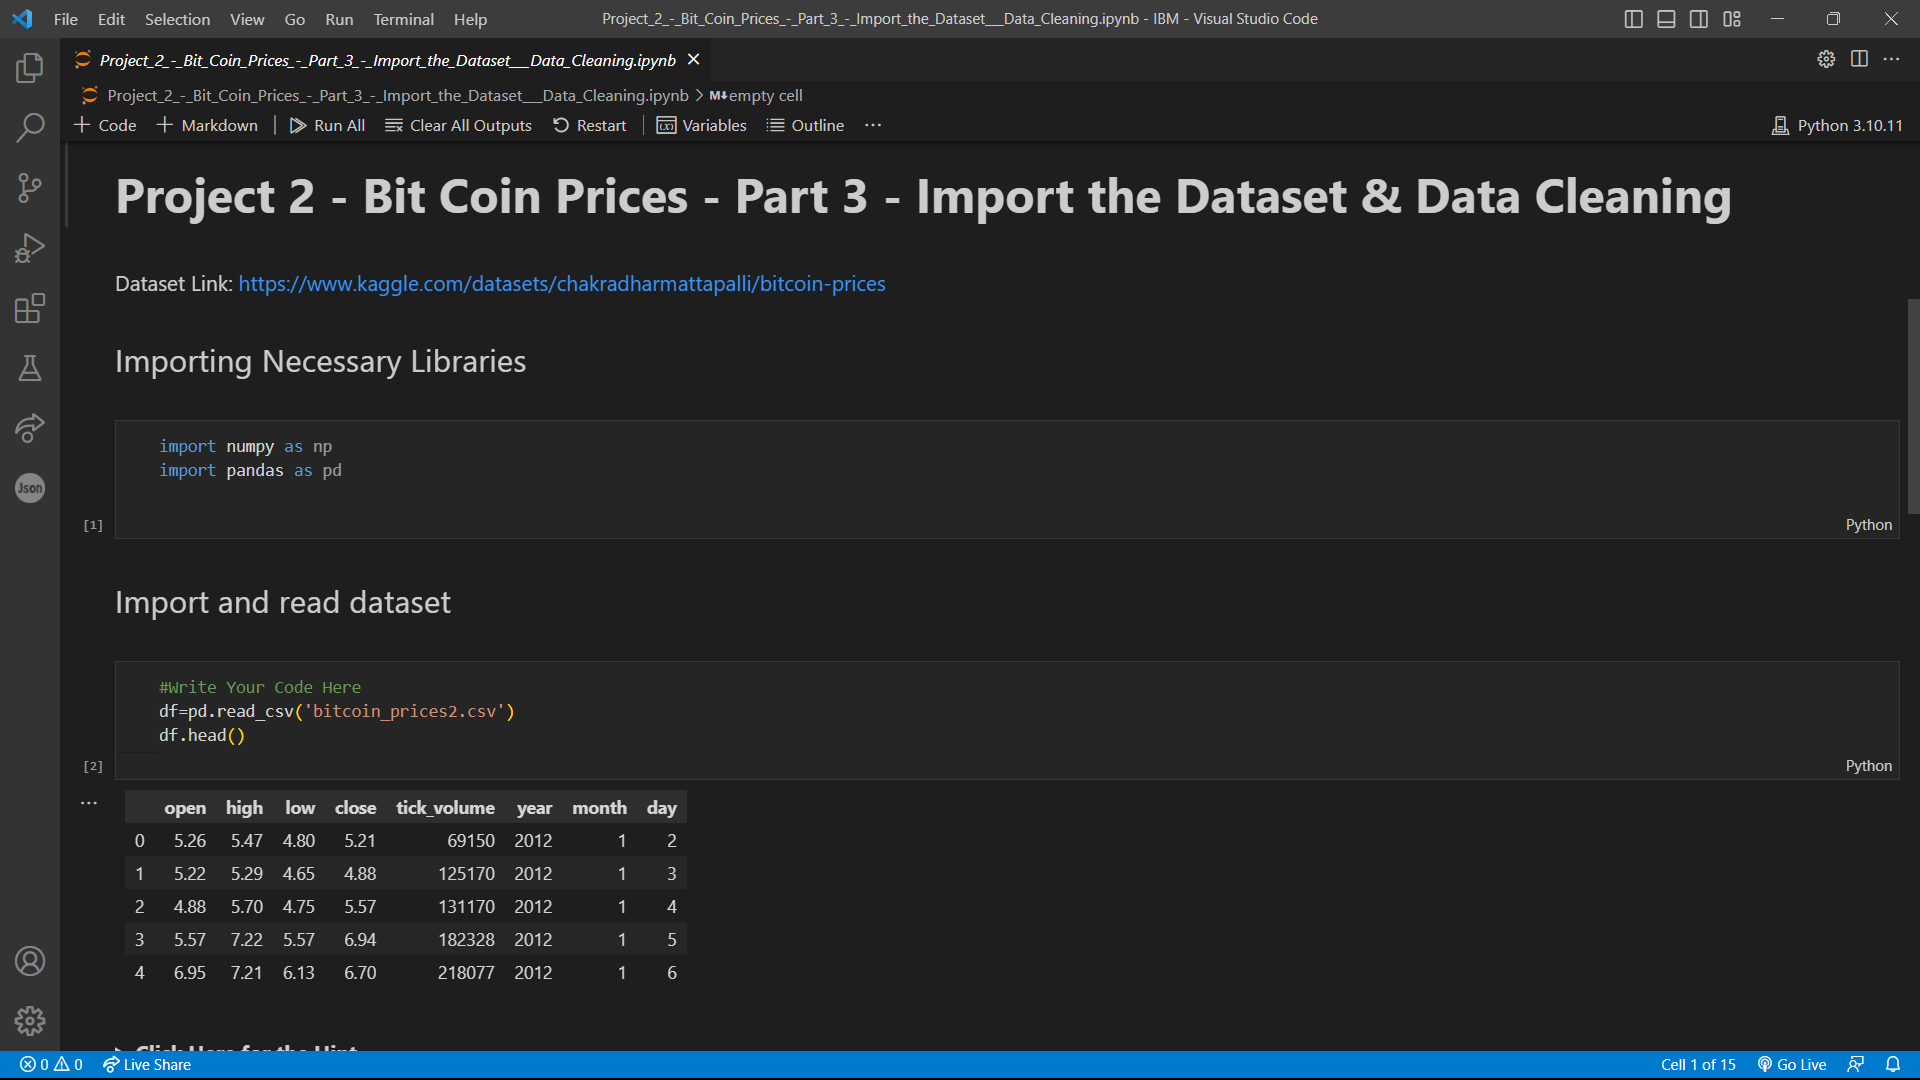 File Edit Selection View Go Run Terminal Help
Project_2_-_Bit_Coin_Prices_-_Part_3_-_Import_the_Dataset___Data_Cleaning.ipynb - IBM - Visual Studio Code
Project_2_-_Bit_Coin_Prices_-_Part_3_-_Import_the_Dataset___Data_Cleaning.ipynb
Project_2_-_Bit_Coin_Prices_-_Part_3_-_Import_the_Dataset___Data_Cleaning.ipynb > M↓empty cell
+ Code + Markdown Run All Clear All Outputs Restart Variables Outline ... Python 3.10.11
Project 2 - Bit Coin Prices - Part 3 - Import the Dataset & Data Cleaning
Dataset Link: https://www.kaggle.com/datasets/chakradharmattapalli/bitcoin-prices
Importing Necessary Libraries
import numpy as np
import pandas as pd
[1]
Python
Import and read dataset
#Write Your Code Here
df=pd.read_csv('bitcoin_prices2.csv')
df.head()
[2]
Python
...
open high low close tick_volume year month day
0 5.26 5.47 4.80 5.21 69150 2012 1 2
1 5.22 5.29 4.65 4.88 125170 2012 1 3
2 4.88 5.70 4.75 5.57 131170 2012 1 4
3 5.57 7.22 5.57 6.94 182328 2012 1 5
4 6.95 7.21 6.13 6.70 218077 2012 1 6
Click Here for the Hint
Json
0 0 Live Share
Cell 1 of 15 Go Live